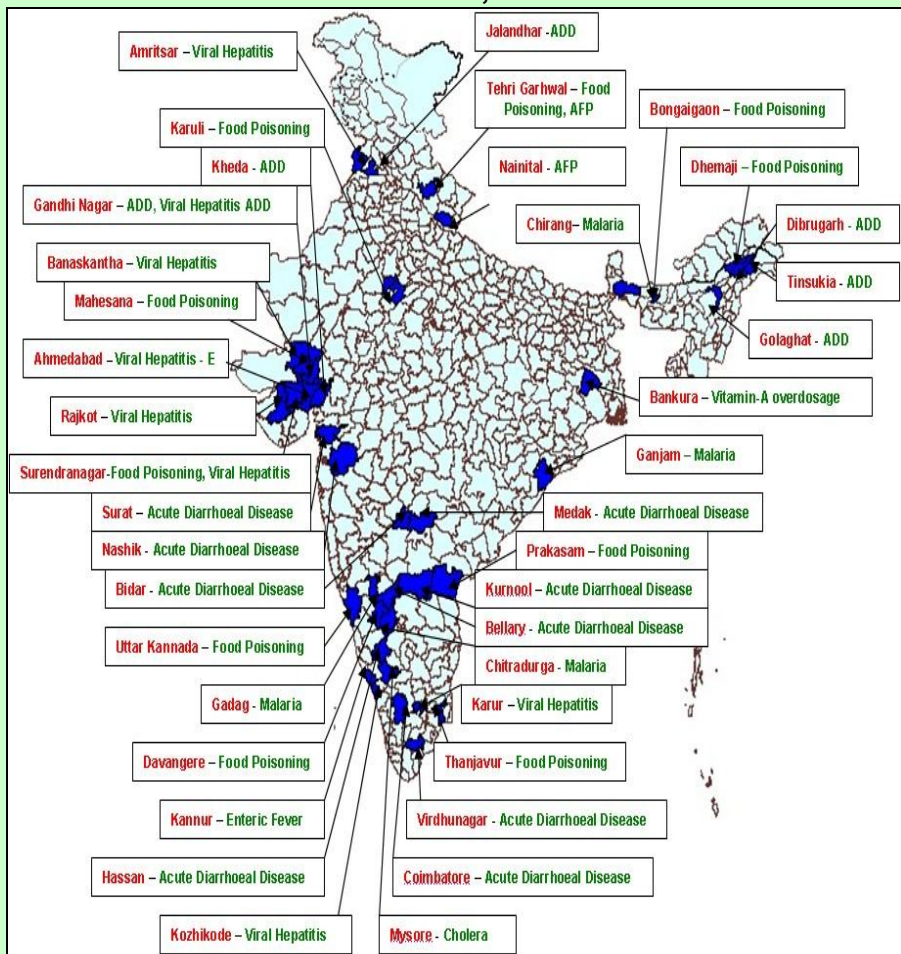 Jalandhar - ADD
Amritsar – Viral Hepatitis
Tehri Garhwal – Food
Poisoning, AFP
Bongaigaon – Food Poisoning
Karuli – Food Poisoning
Kheda - ADD
Nainital - AFP
Dhemaji – Food Poisoning
Gandhi Nagar – ADD, Viral Hepatitis ADD
Chirang– Malaria
Dibrugarh - ADD
Banaskantha – Viral Hepatitis
Tinsukia - ADD
Mahesana – Food Poisoning
Golaghat - ADD
Ahmedabad – Viral Hepatitis - E
Bankura – Vitamin-A overdosage
Rajkot – Viral Hepatitis
Ganjam – Malaria
Surendranagar-Food Poisoning, Viral Hepatitis
Surat – Acute Diarrhoeal Disease
Medak - Acute Diarrhoeal Disease
Nashik - Acute Diarrhoeal Disease
Prakasam – Food Poisoning
Bidar - Acute Diarrhoeal Disease
Kurnool – Acute Diarrhoeal Disease
Bellary - Acute Diarrhoeal Disease
Uttar Kannada – Food Poisoning
Chitradurga - Malaria
Gadag - Malaria
Karur – Viral Hepatitis
Davangere – Food Poisoning
Thanjavur – Food Poisoning
Kannur – Enteric Fever
Virdhunagar - Acute Diarrhoeal Disease
Hassan – Acute Diarrhoeal Disease
Coimbatore – Acute Diarrhoeal Disease
Kozhikode – Viral Hepatitis
Mysore - Cholera